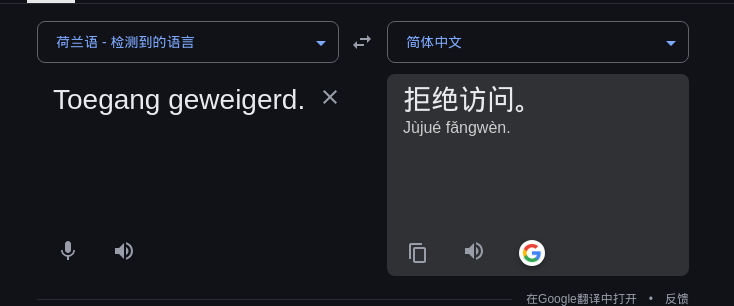 荷兰语 - 检测到的语言
简体中文
Toegang geweigerd.
拒绝访问。
Jùjué fǎngwèn.
在Google翻译中打开 • 反馈